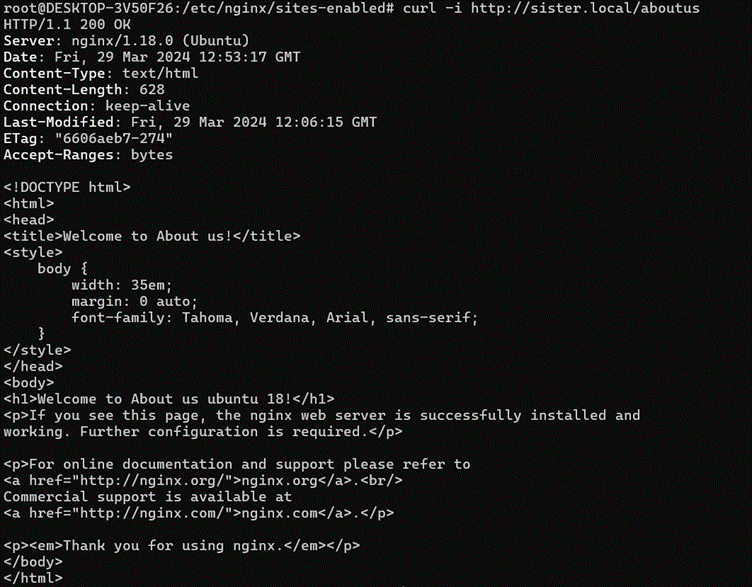 root@DESKTOP-3V50F26:/etc/nginx/sites-enabled# curl -i http://sister.local/aboutus
HTTP/1.1 200 OK
Server: nginx/1.18.0 (Ubuntu)
Date: Fri, 29 Mar 2024 12:53:17 GMT
Content-Type: text/html
Content-Length: 628
Connection: keep-alive
Last-Modified: Fri, 29 Mar 2024 12:06:15 GMT
ETag: "6606aeb7-274"
Accept-Ranges: bytes

<!DOCTYPE html>
<html>
<head>
<title>Welcome to About us!</title>
<style>
    body {
        width: 35em;
        margin: 0 auto;
        font-family: Tahoma, Verdana, Arial, sans-serif;
    }
</style>
</head>
<body>
<h1>Welcome to About us ubuntu 18!</h1>
<p>If you see this page, the nginx web server is successfully installed and
working. Further configuration is required.</p>

<p>For online documentation and support please refer to
<a href="http://nginx.org/">nginx.org</a>.<br/>
Commercial support is available at
<a href="http://nginx.com/">nginx.com</a>.</p>

<p><em>Thank you for using nginx.</em></p>
</body>
</html>